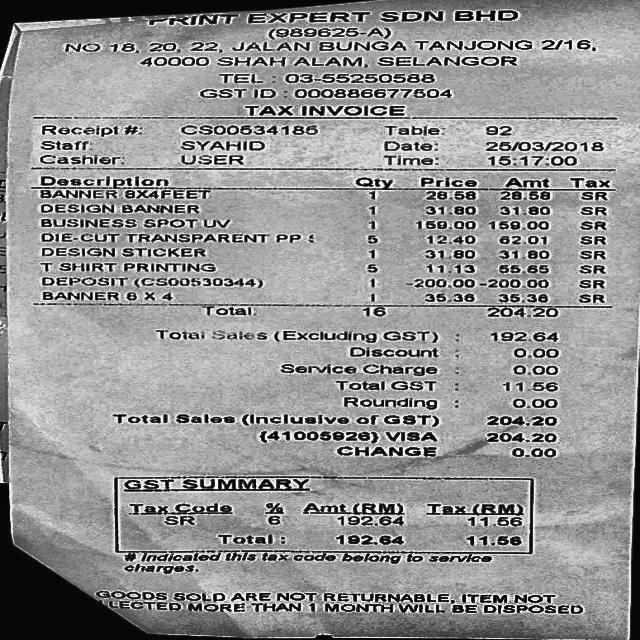 PRINT EXPERT SDN BHD
(989625-A)
NO 18, 20, 22, JALAN BUNGA TANJONG 2/16,
40000 SHAH ALAM, SELANGOR
TEL : 03-55250588
GST ID : 000886677504
TAX INVOICE
Receipt #: CS00534185 Table: 92
Staff: SYAHID Date: 25/03/2018
Cashier: USER Time: 15:17:00
Description Qty Price Amt Tax
BANNER 8X4FEET 1 28.58 28.58 SR
DESIGN BANNER 1 31.80 31.80 SR
BUSINESS SPOT UV 1 159.00 159.00 SR
DIE-CUT TRANSPARENT PP 5 12.40 62.01 SR
DESIGN STICKER 1 31.80 31.80 SR
T SHIRT PRINTING 5 11.13 55.65 SR
DEPOSIT (CS00530344) 1 -200.00 -200.00 SR
BANNER 6 X 4 1 35.36 35.36 SR
Total: 16 204.20
Total Sales (Excluding GST) : 192.64
Discount : 0.00
Service Charge : 0.00
Total GST : 11.56
Rounding : 0.00
Total Sales (Inclusive of GST) : 204.20
{41005926} VISA : 204.20
CHANGE : 0.00
GST SUMMARY
Tax Code % Amt (RM) Tax (RM)
SR 6 192.64 11.56
Total : 192.64 11.56
# Indicated this tax code belong to service
charges.
GOODS SOLD ARE NOT RETURNABLE, ITEM NOT
LLECTED MORE THAN 1 MONTH WILL BE DISPOSED